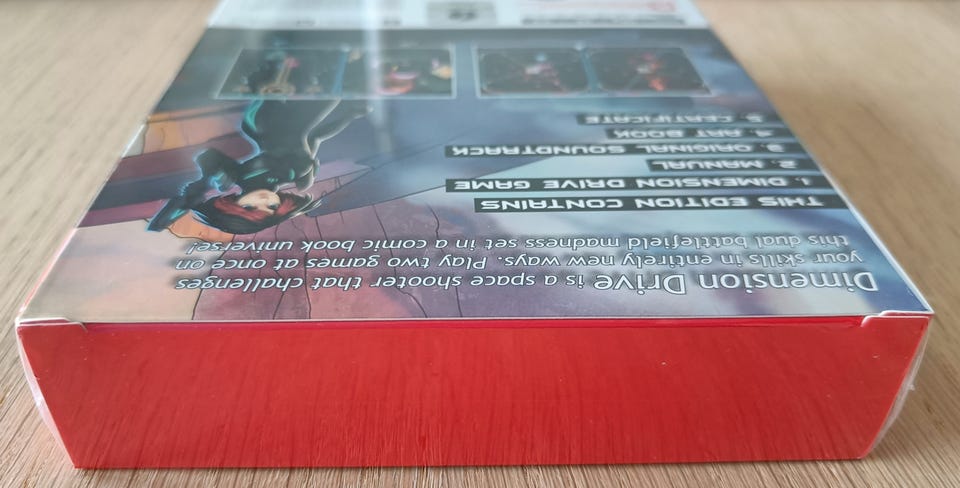 Dimension Drive is a space shooter that challenges
your skills in entirely new ways. Play two games at once on
this dual battlefield madness set in a comic book universe!
THIS EDITION CONTAINS
1. DIMENSION DRIVE GAME
2. MANUAL
3. ORIGINAL SOUNDTRACK
4. ART BOOK
5. CERTIFICATE